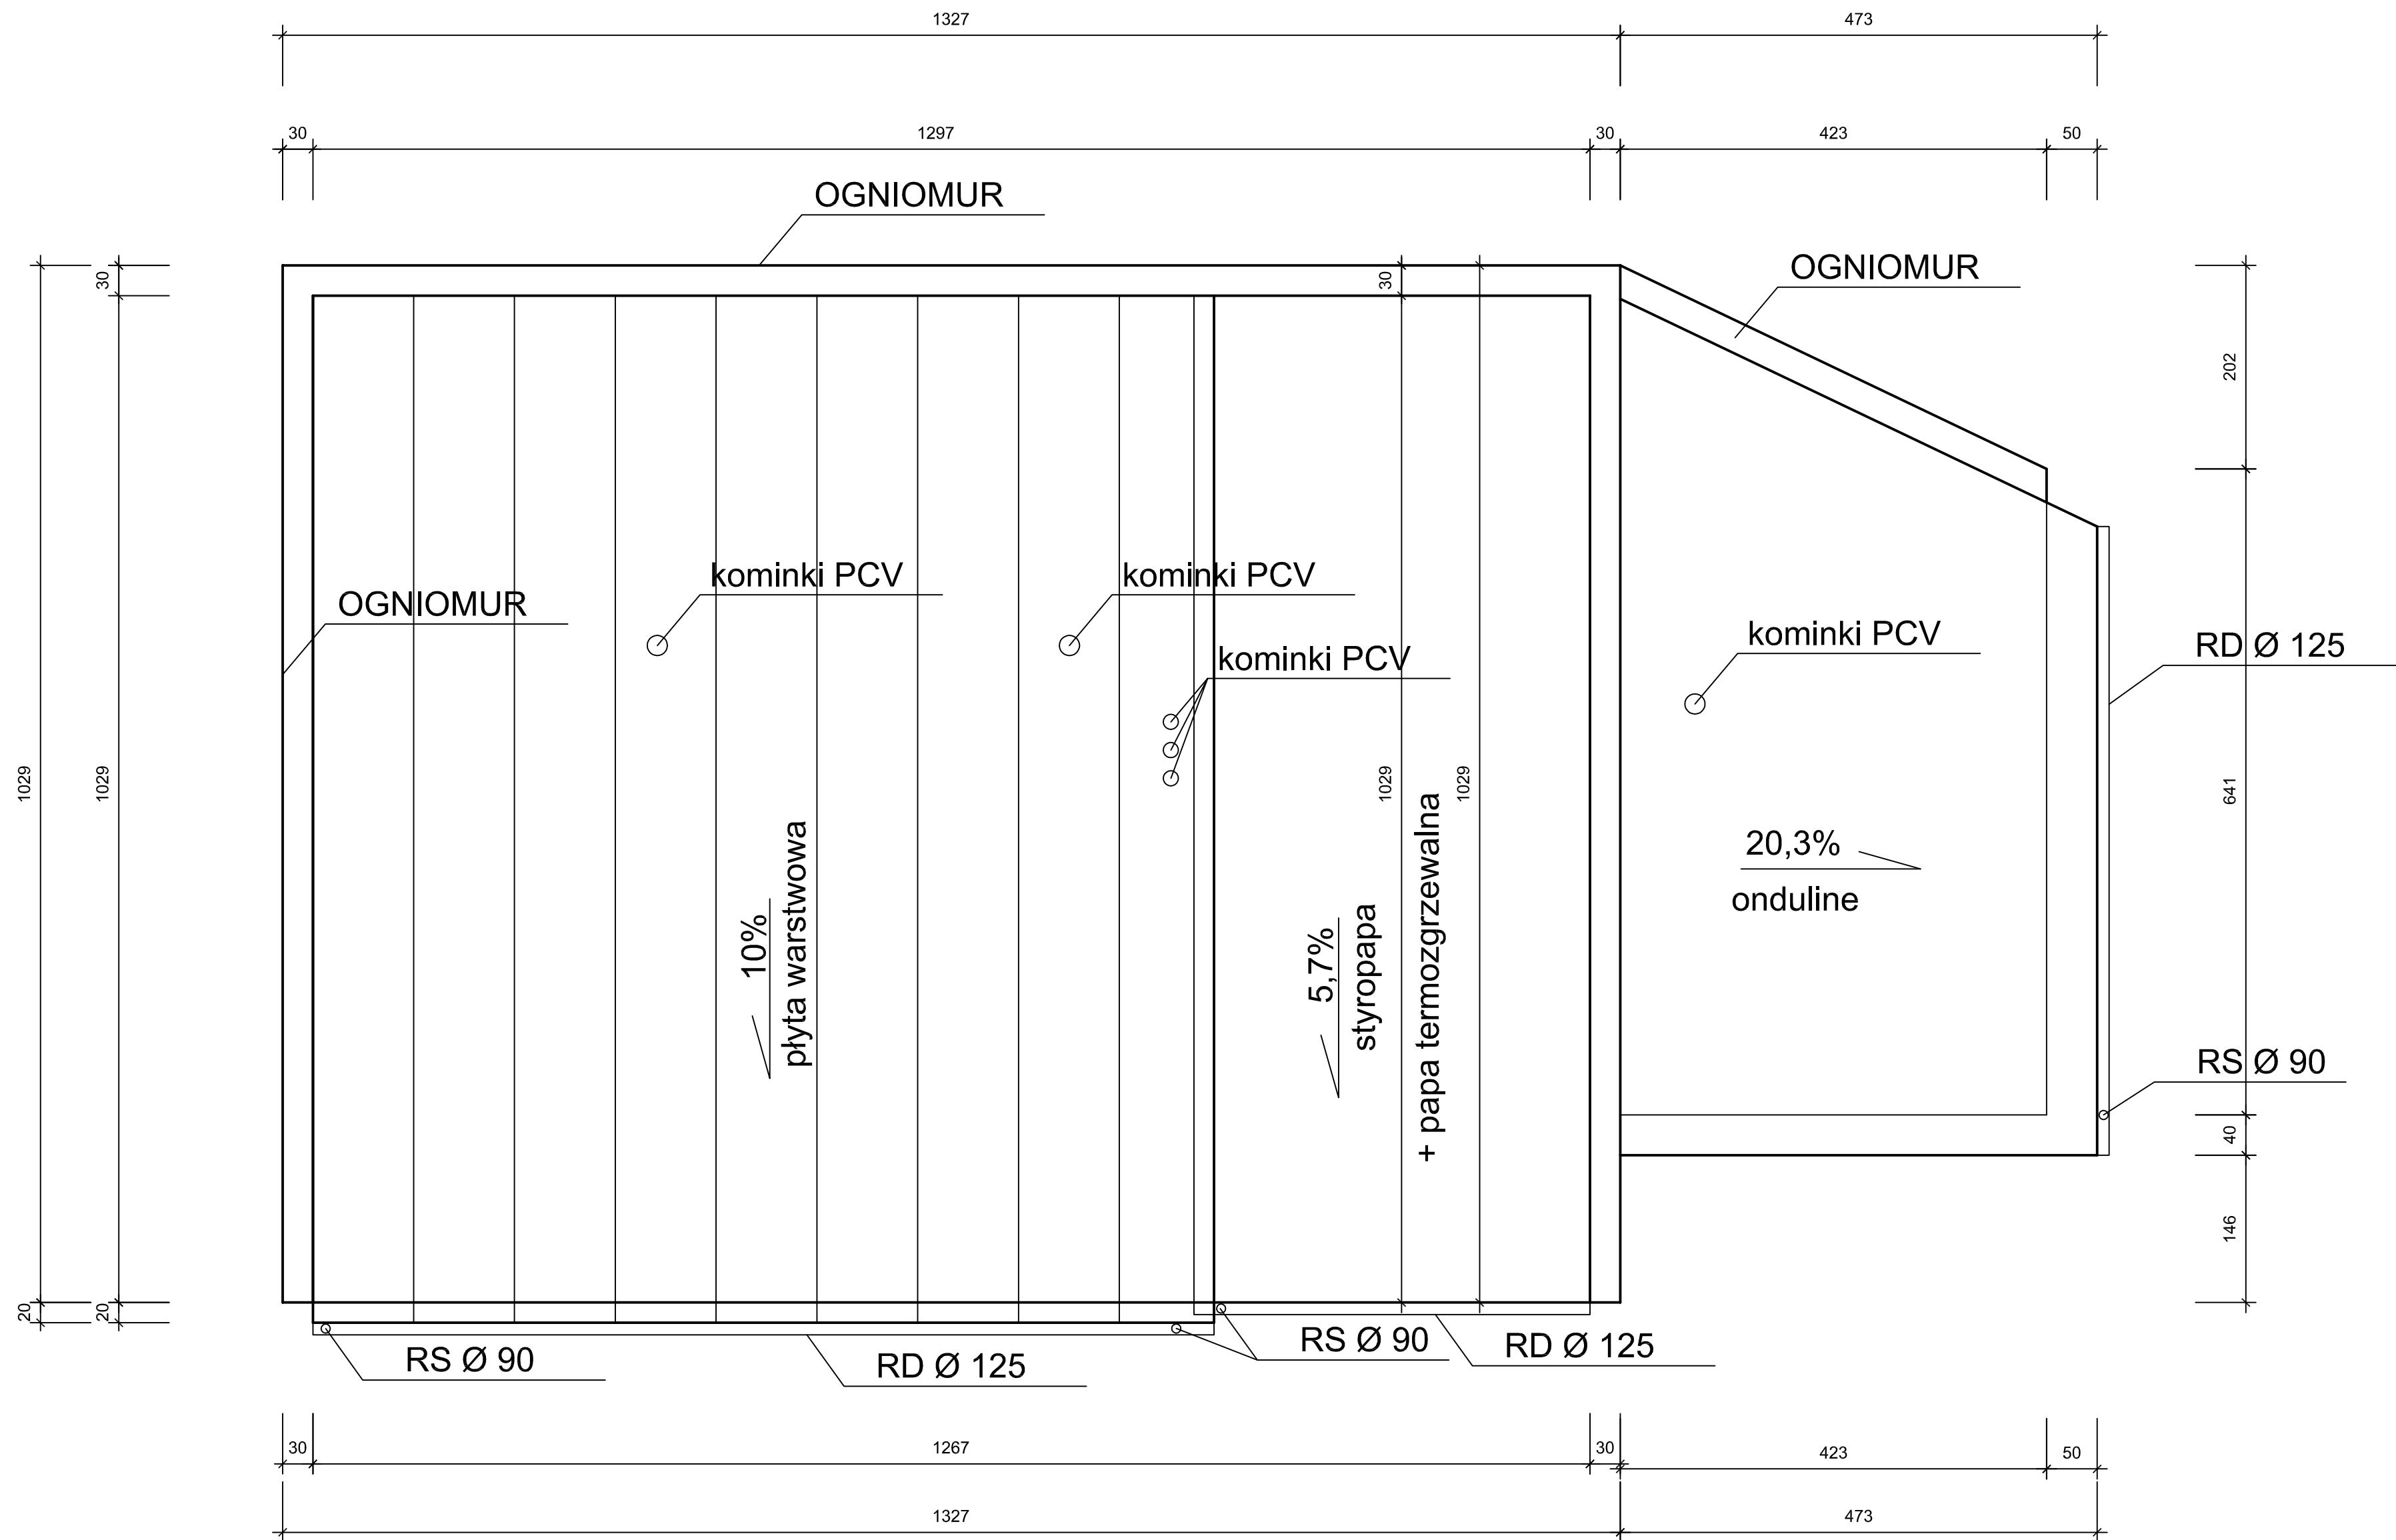 1327
473
30
1297
30
423
50
OGNIOMUR
OGNIOMUR
30
30
202
OGNIOMUR
kominki PCV
kominki PCV
kominki PCV
kominki PCV
RD Ø 125
1029
1029
1029
1029
641
10%
płyta warstwowa
5,7%
styropapa
+ papa termozgrzewalna
20,3%
onduline
RS Ø 90
40
146
20
20
RS Ø 90
RD Ø 125
RS Ø 90
RD Ø 125
30
1267
30
423
50
1327
473